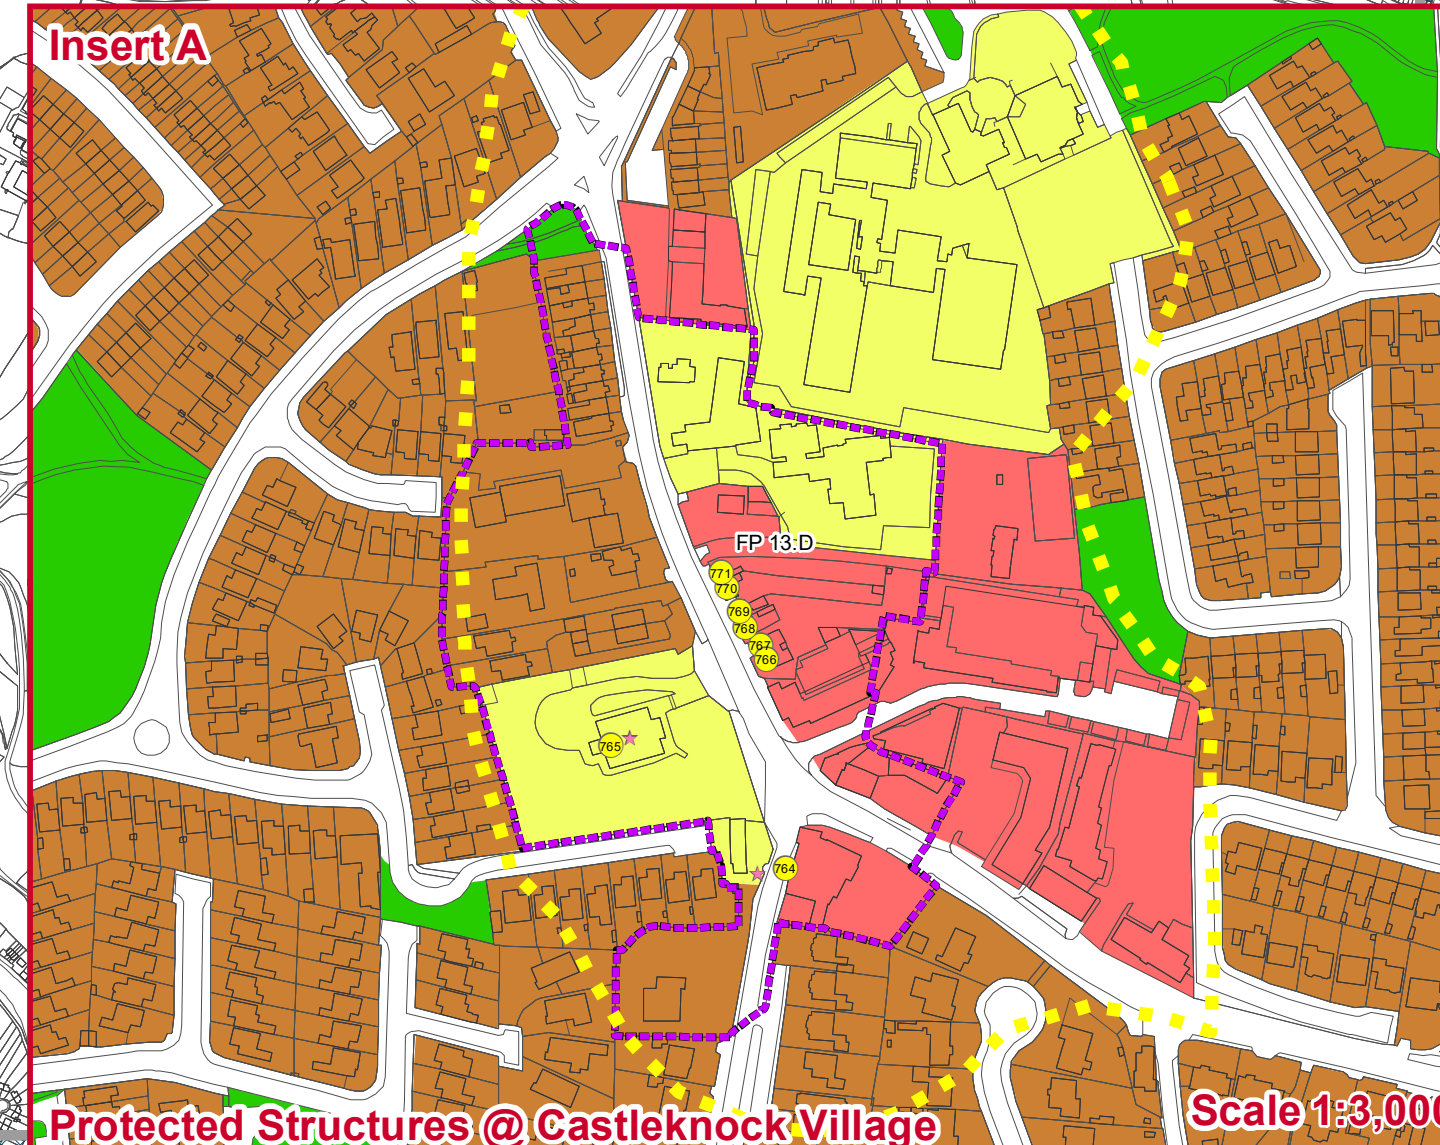 Insert A
FP 13.D
771
770
769
768
767
766
765
764
Protected Structures @ Castleknock Village
Scale 1:3,000